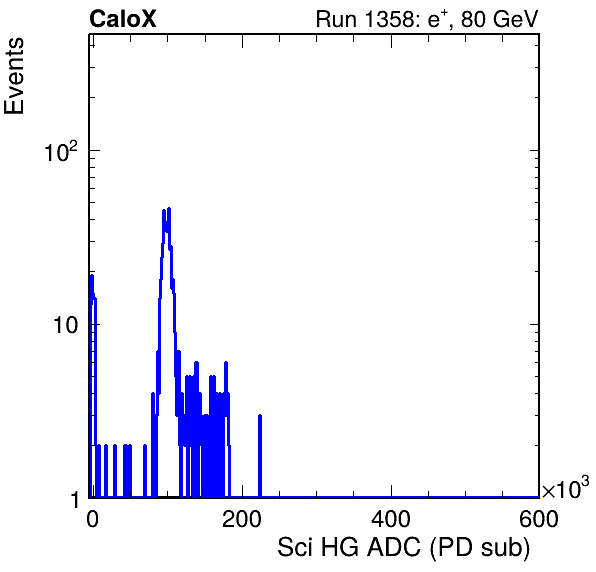 CaloX Run 1358: e⁺, 80 GeV
Events
10²
10
1
0 200 400 600
×10³
Sci HG ADC (PD sub)